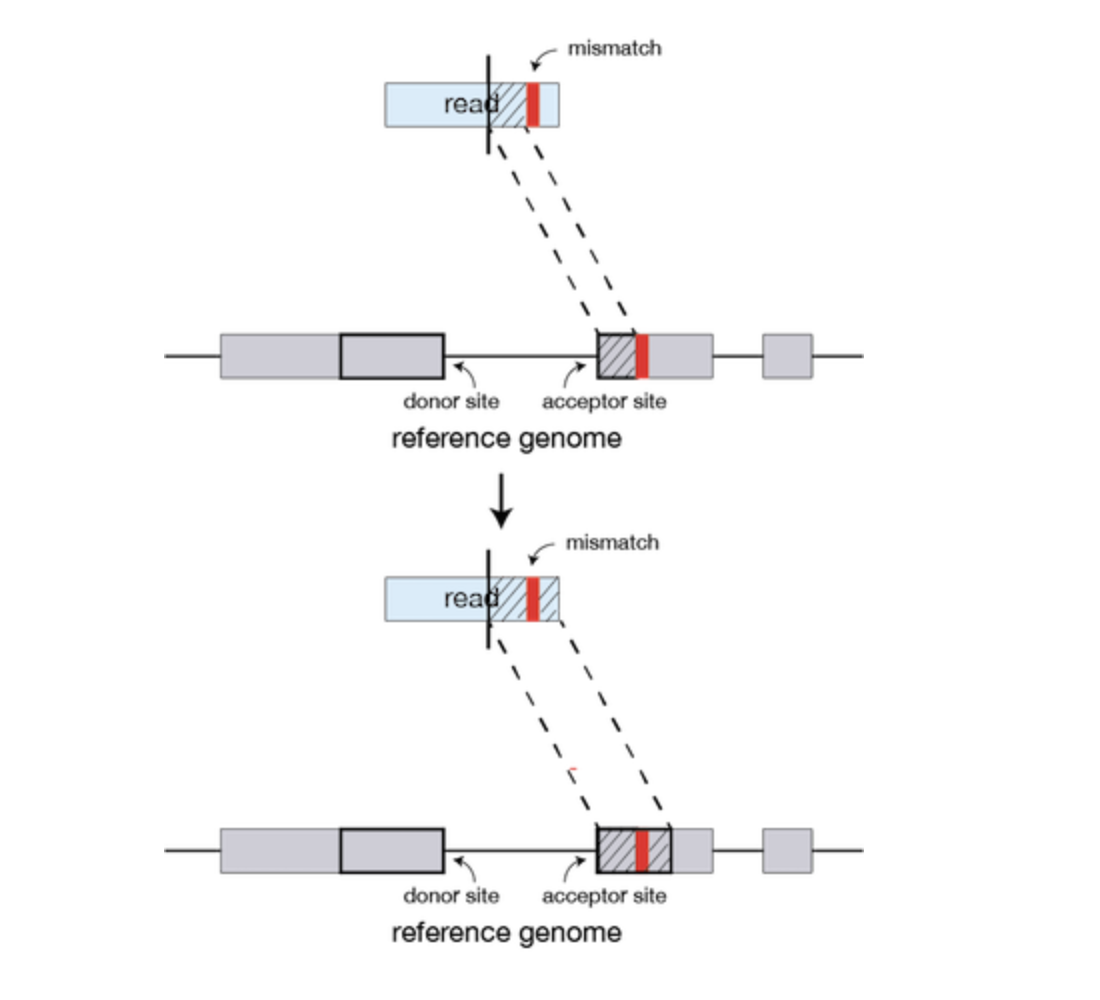 mismatch
read
donor site acceptor site
reference genome
mismatch
read
donor site acceptor site
reference genome